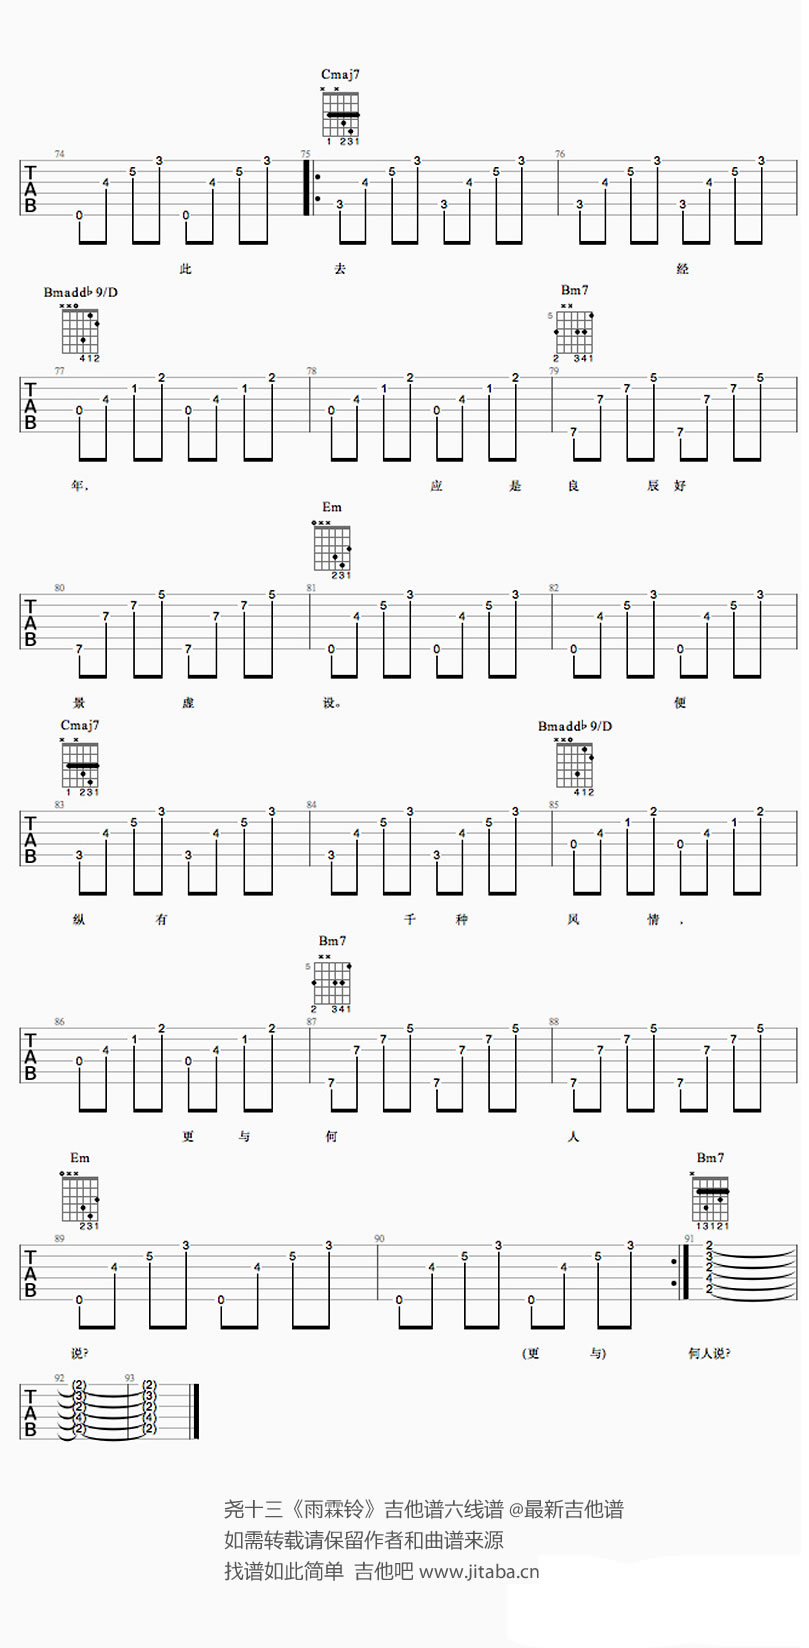 Cmaj7
x x
1 231
74 75 76
TAB 0 4 5 3 0 4 5 3 3 4 5 3 3 4 5 3 3 4 5 3 3 4 5 3
此 去 经
Bmadd♭9/D Bm7
xxo 5 xx
412 2 341
77 78 79
TAB 0 4 1 2 0 4 1 2 0 4 1 2 0 4 1 2 7 7 7 5 7 7 7 5
年. 应 是 良 辰 好
Em
oxx
231
80 81 82
TAB 7 7 7 5 7 7 7 5 0 4 5 3 0 4 5 3 0 4 5 3 0 4 5 3
景 虚 设。 便
Cmaj7 Bmadd♭9/D
x x xxo
1 231 412
83 84 85
TAB 3 4 5 3 3 4 5 3 3 4 5 3 3 4 5 3 0 4 1 2 0 4 1 2
纵 有 千 种 风 情 .
Bm7
5 xx
2 341
86 87 88
TAB 0 4 1 2 0 4 1 2 7 7 7 5 7 7 7 5 7 7 7 5 7 7 7 5
更 与 何 人
Em Bm7
oxx x
231 13121
89 90 91
TAB 0 4 5 3 0 4 5 3 0 4 5 3 0 4 5 3 2 3 2 4 2
说? (更 与) 何人说?
92 93
TAB (2) (3) (2) (4) (2) (2) (3) (2) (4) (2)
尧十三《雨霖铃》吉他谱六线谱 @最新吉他谱
如需转载请保留作者和曲谱来源
找谱如此简单 吉他吧 www.jitaba.cn